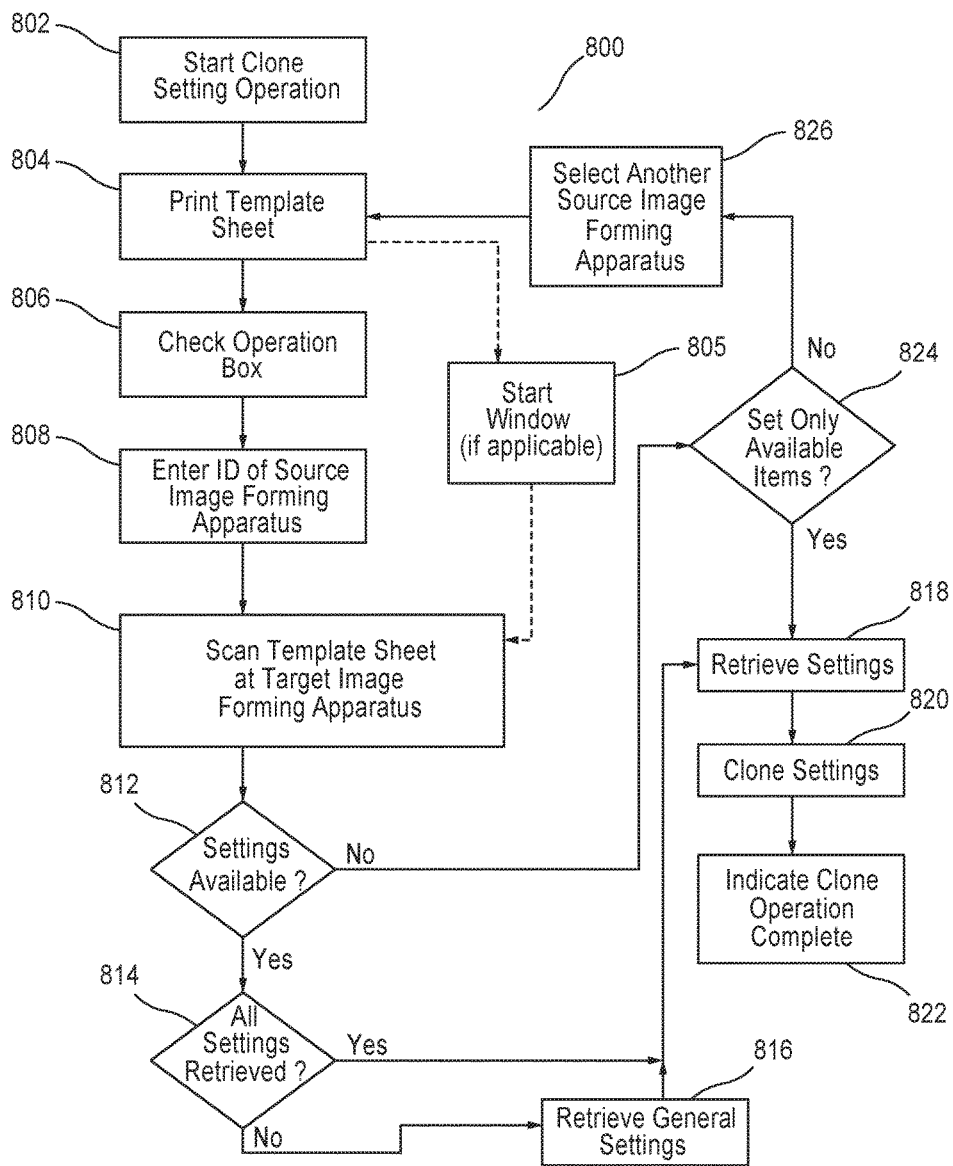 802
Start Clone
Setting Operation
800
804
Print Template
Sheet
826
Select Another
Source Image
Forming
Apparatus
806
Check Operation
Box
805
Start
Window
(if applicable)
No
824
Set Only
Available
Items ?
Yes
808
Enter ID of Source
Image Forming
Apparatus
810
Scan Template Sheet
at Target Image
Forming Apparatus
818
Retrieve Settings
820
Clone Settings
812
Settings
Available ?
No
Yes
Indicate Clone
Operation
Complete
822
814
All
Settings
Retrieved ?
Yes
No
816
Retrieve General
Settings